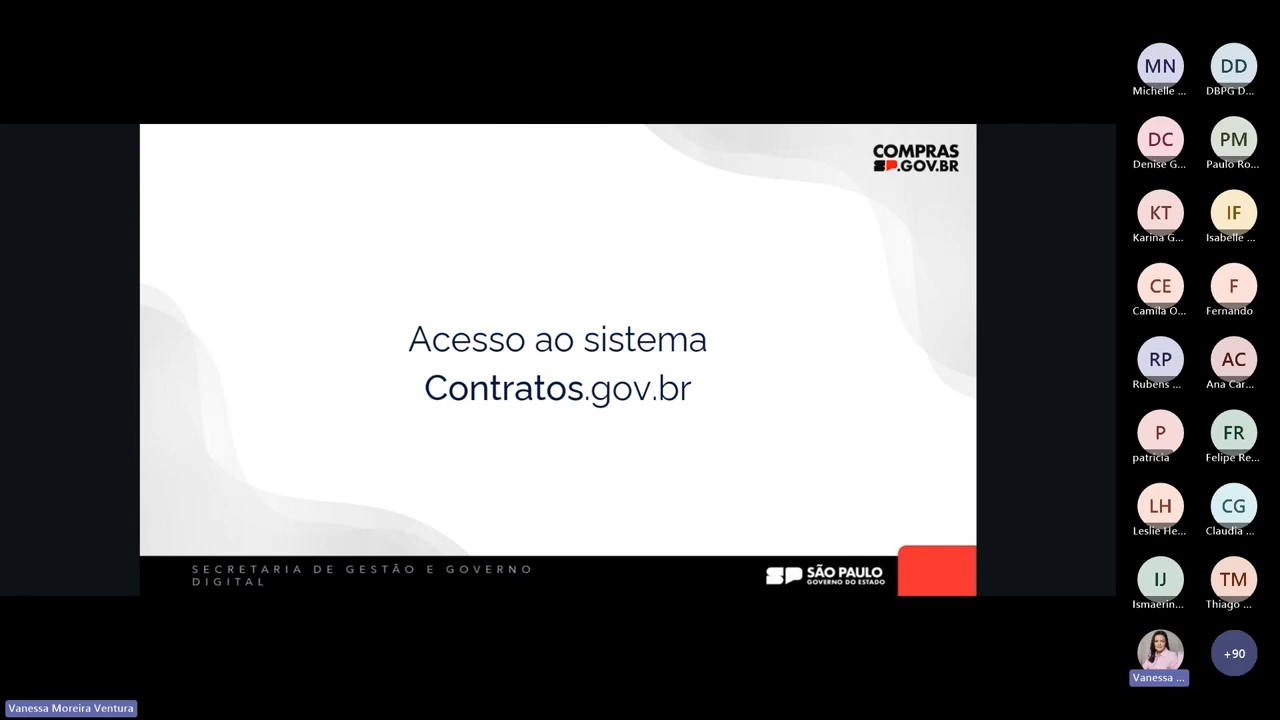 COMPRAS
SP.GOV.BR
Acesso ao sistema
Contratos.gov.br
SECRETARIA DE GESTÃO E GOVERNO
DIGITAL
SP SÃO PAULO
GOVERNO DO ESTADO
MN
Michelle ...
DD
DBPG D...
DC
Denise G...
PM
Paulo Ro...
KT
Karina G...
IF
Isabelle ...
CE
Camila O...
F
Fernando
RP
Rubens ...
AC
Ana Car...
P
patricia
FR
Felipe Re...
LH
Leslie He...
CG
Claudia ...
IJ
Ismaerin...
TM
Thiago ...
Vanessa ...
+90
Vanessa Moreira Ventura